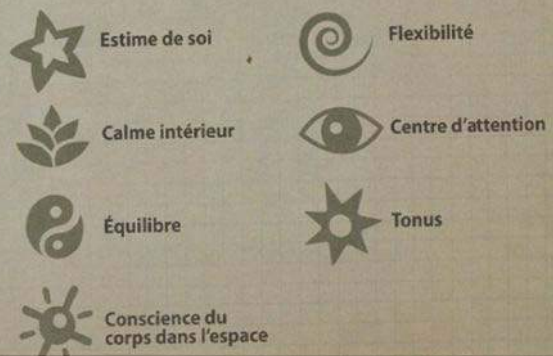 Estime de soi
Calme intérieur
Équilibre
Conscience du
corps dans l'espace
Flexibilité
Centre d'attention
Tonus